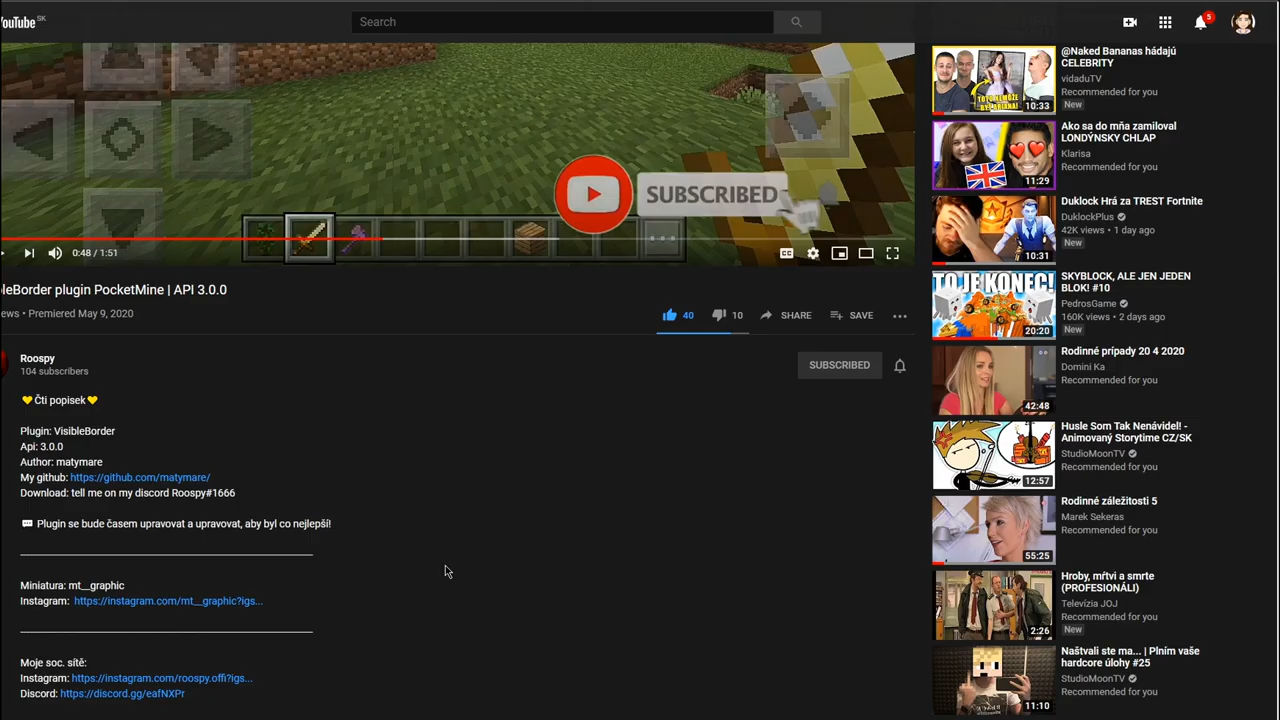 YouTube SK
Search
5
SUBSCRIBED
0:48 / 1:51
CC
leBorder plugin PocketMine | API 3.0.0
ews • Premiered May 9, 2020
40
10
SHARE
SAVE
Roospy
104 subscribers
SUBSCRIBED
💛Čti popisek💛
Plugin: VisibleBorder
Api: 3.0.0
Author: matymare
My github: https://github.com/matymare/
Download: tell me on my discord Roospy#1666
💬 Plugin se bude časem upravovat a upravovat, aby byl co nejlepší!
Miniatura: mt__graphic
Instagram: https://instagram.com/mt__graphic?igs...
Moje soc. sítě:
Instagram: https://instagram.com/roospy.offi?igs...
Discord: https://discord.gg/eafNXPr
TOTO NEMÔŽE BYŤ ARIANA!
10:33
@Naked Bananas hádajú
CELEBRITY
vidaduTV
Recommended for you
New
11:29
Ako sa do mňa zamiloval
LONDÝNSKY CHLAP
Klarisa
Recommended for you
10:31
Duklock Hrá za TREST Fortnite
DuklockPlus
42K views • 1 day ago
New
TO JE KONEC!
20:20
SKYBLOCK, ALE JEN JEDEN
BLOK! #10
PedrosGame
160K views • 2 days ago
New
42:48
Rodinné prípady 20 4 2020
Domini Ka
Recommended for you
12:57
Husle Som Tak Nenávidel! -
Animovaný Storytime CZ/SK
StudioMoonTV
Recommended for you
55:25
Rodinné záležitosti 5
Marek Sekeras
Recommended for you
2:26
Hroby, mŕtvi a smrte
(PROFESIONÁLI)
Televízia JOJ
Recommended for you
New
11:10
Naštvali ste ma... | Plním vaše
hardcore úlohy #25
StudioMoonTV
Recommended for you